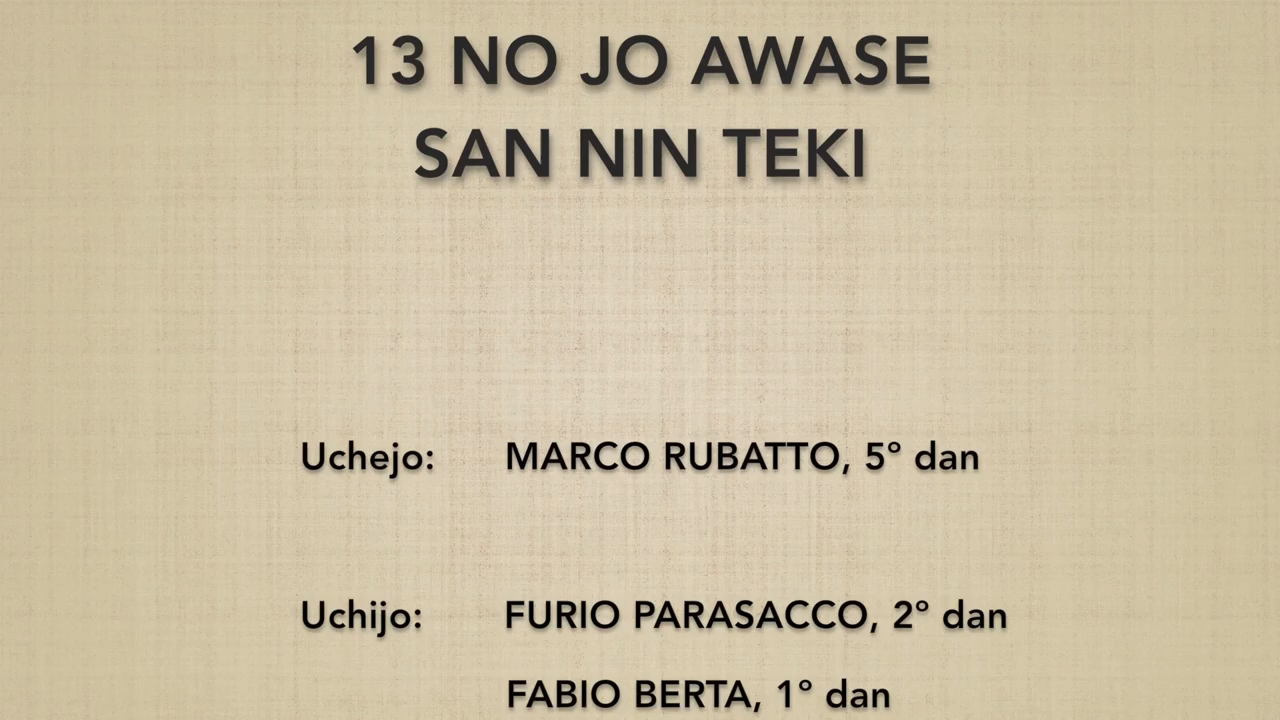 13 NO JO AWASE
SAN NIN TEKI
Uchejo: MARCO RUBATTO, 5° dan
Uchijo: FURIO PARASACCO, 2° dan
FABIO BERTA, 1° dan